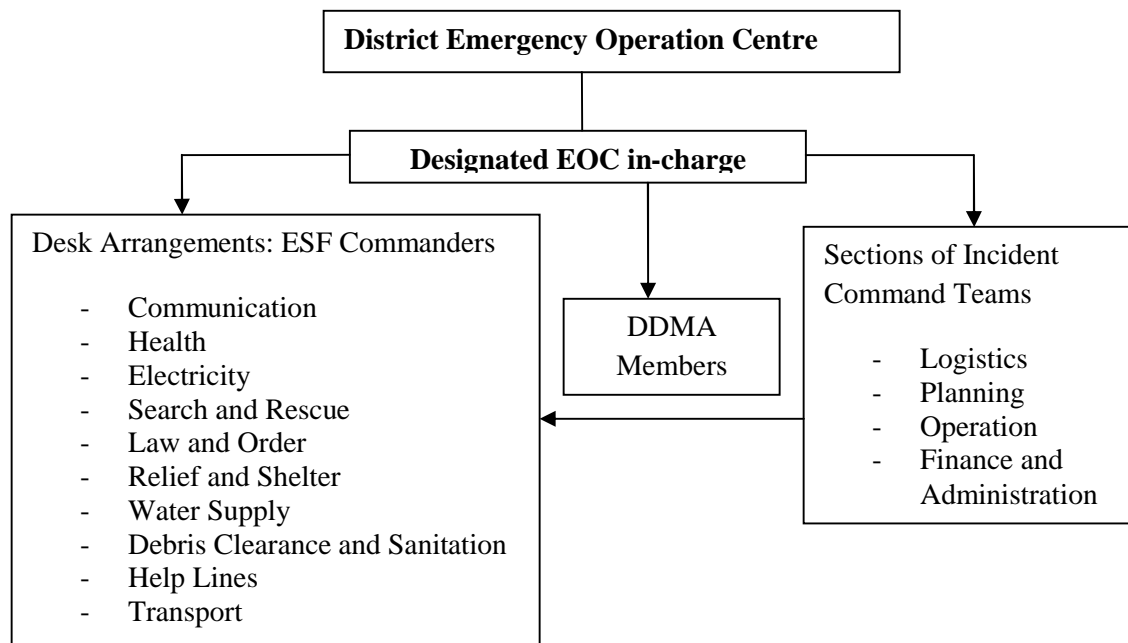 District Emergency Operation Centre
Designated EOC in-charge
Desk Arrangements: ESF Commanders
- Communication
- Health
- Electricity
- Search and Rescue
- Law and Order
- Relief and Shelter
- Water Supply
- Debris Clearance and Sanitation
- Help Lines
- Transport
DDMA
Members
Sections of Incident
Command Teams
- Logistics
- Planning
- Operation
- Finance and
Administration